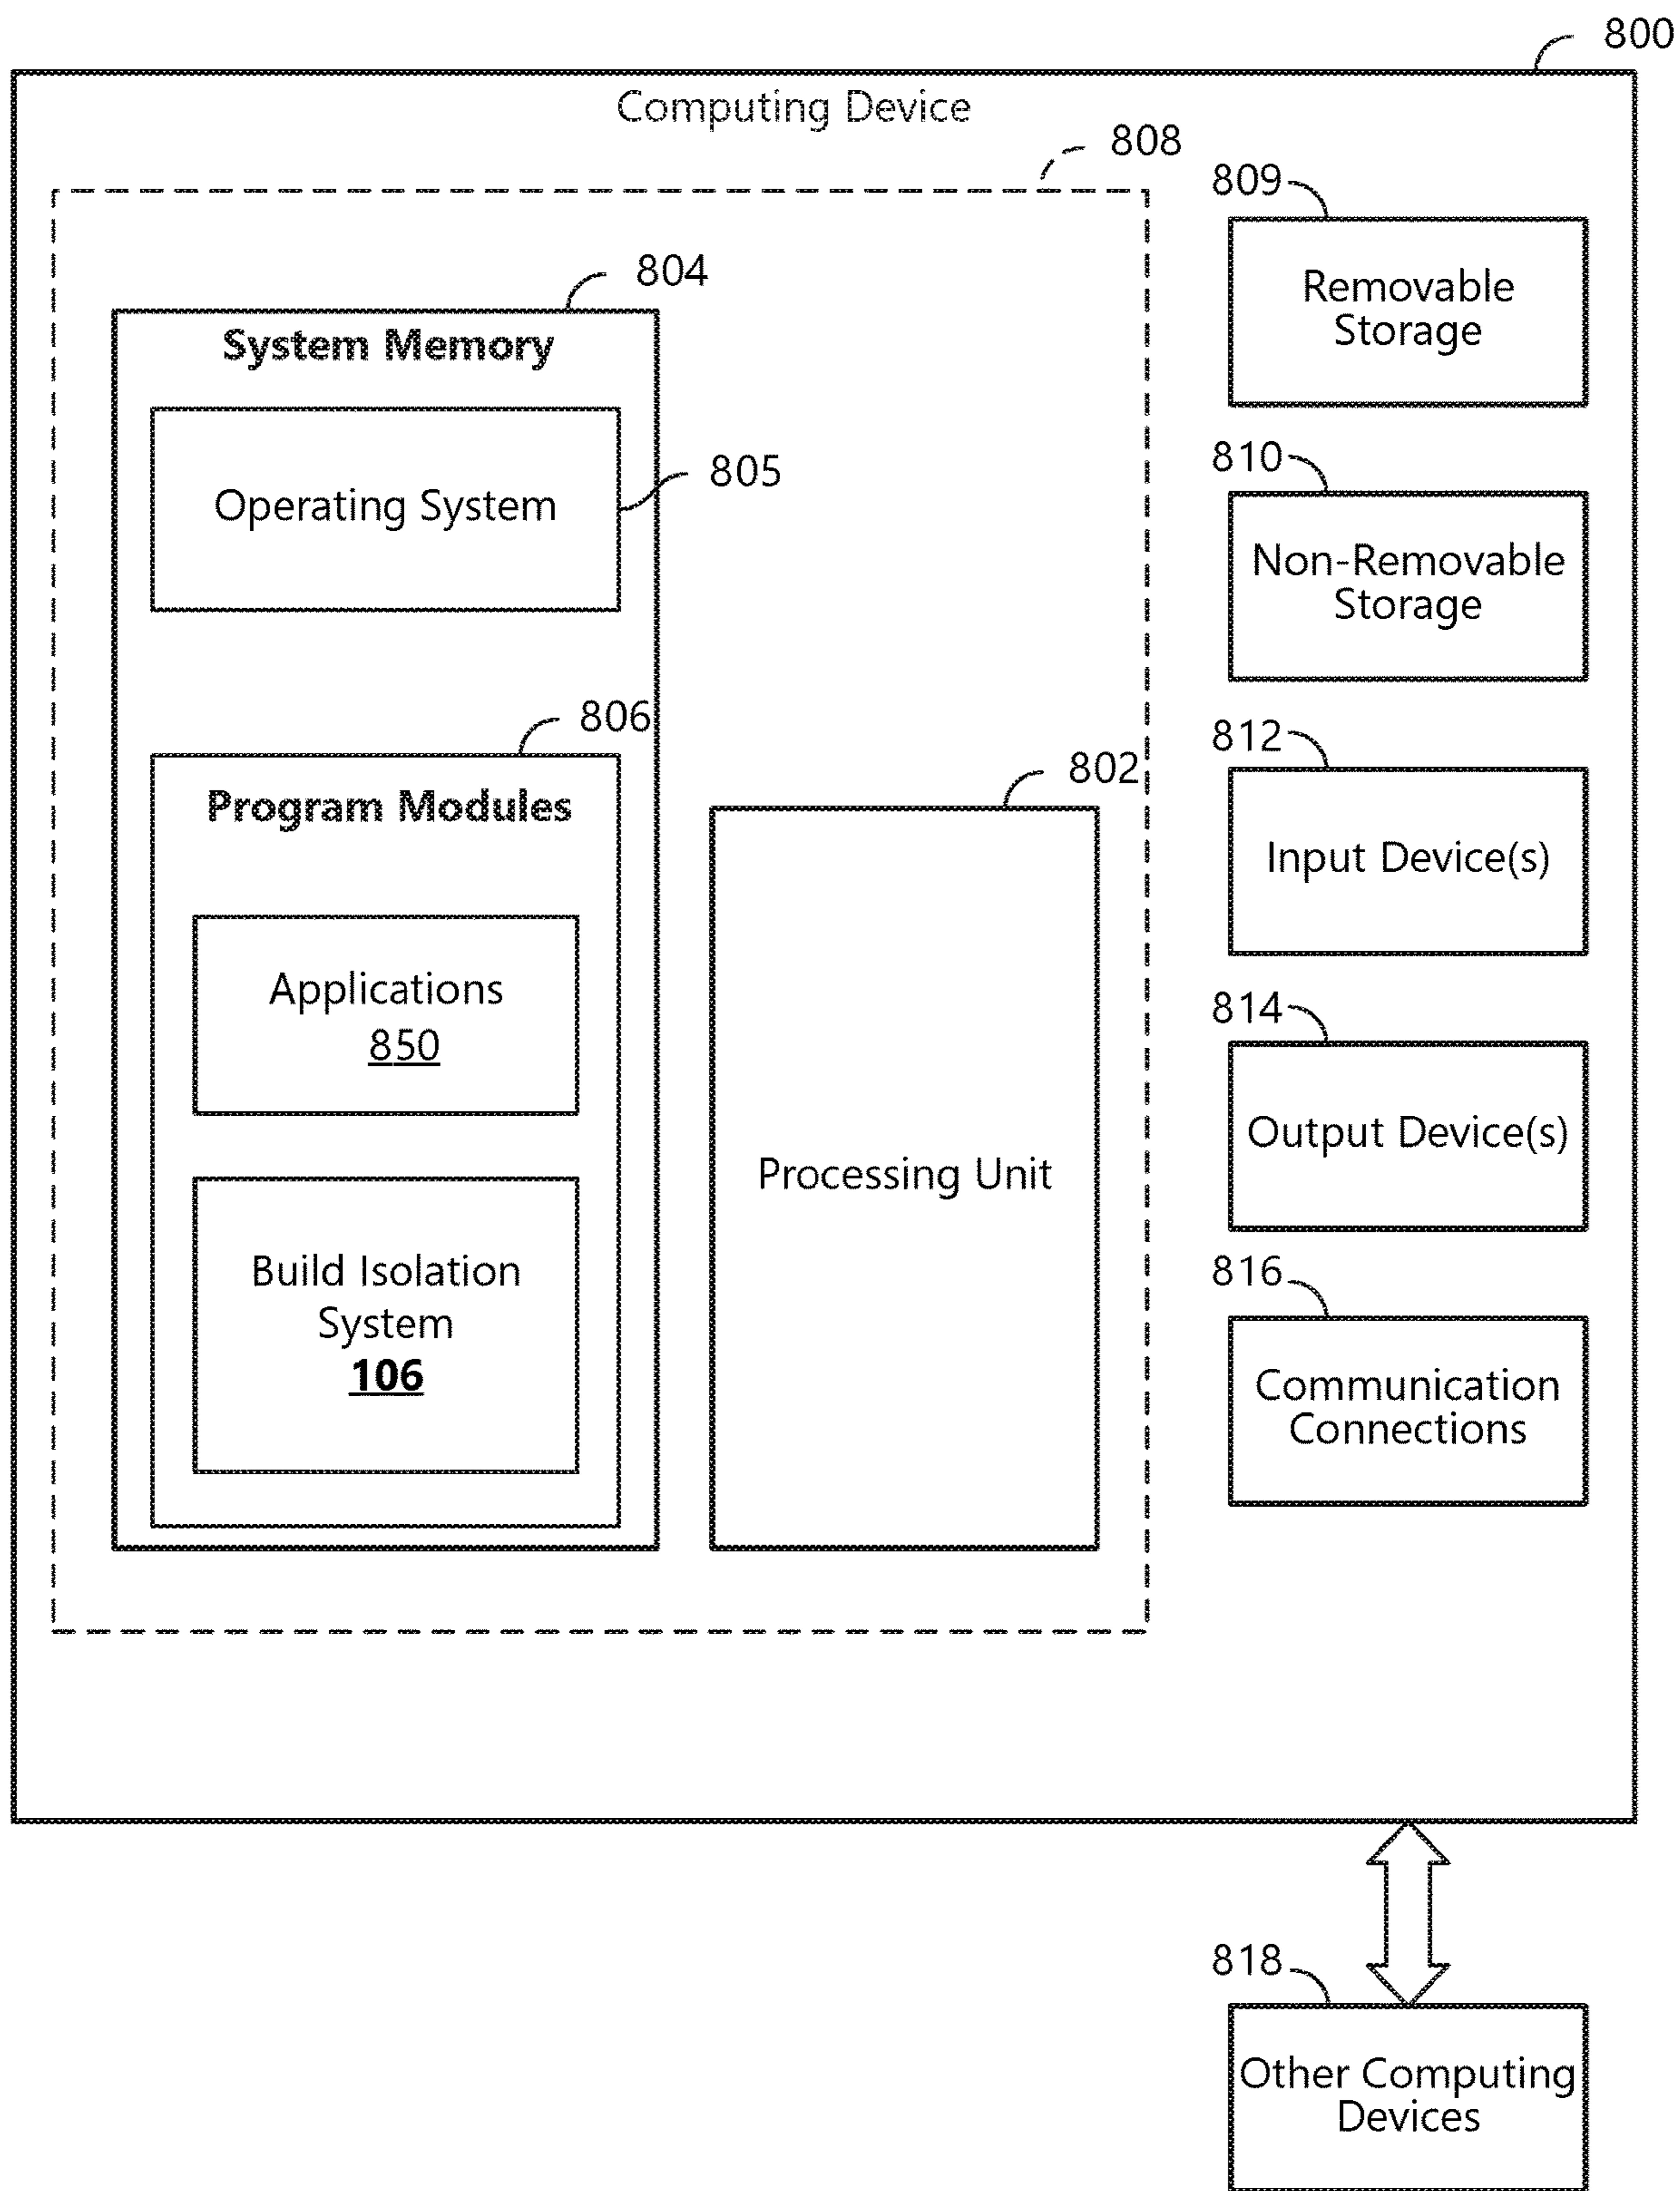 800
Computing Device
808
804
System Memory
Operating System
805
806
Program Modules
Applications
850
Build Isolation
System
106
802
Processing Unit
809
Removable
Storage
810
Non-Removable
Storage
812
Input Device(s)
814
Output Device(s)
816
Communication
Connections
818
Other Computing
Devices